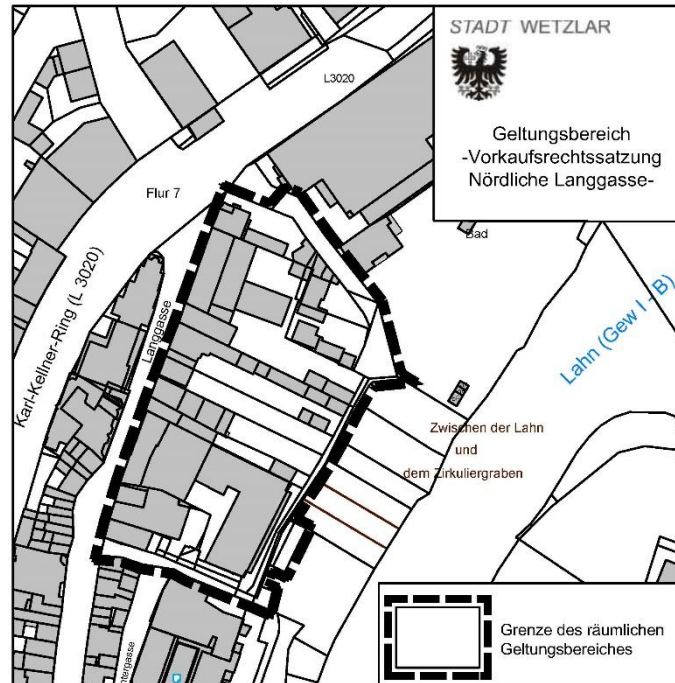 STADT WETZLAR
Geltungsbereich
-Vorkaufsrechtssatzung
Nördliche Langgasse-
L3020
Flur 7
Karl-Kellner-Ring (L 3020)
Langgasse
Bad
Lahn (Gew I - B)
Zwischen der Lahn
und
dem Zirkuliergraben
Grenze des räumlichen
Geltungsbereiches